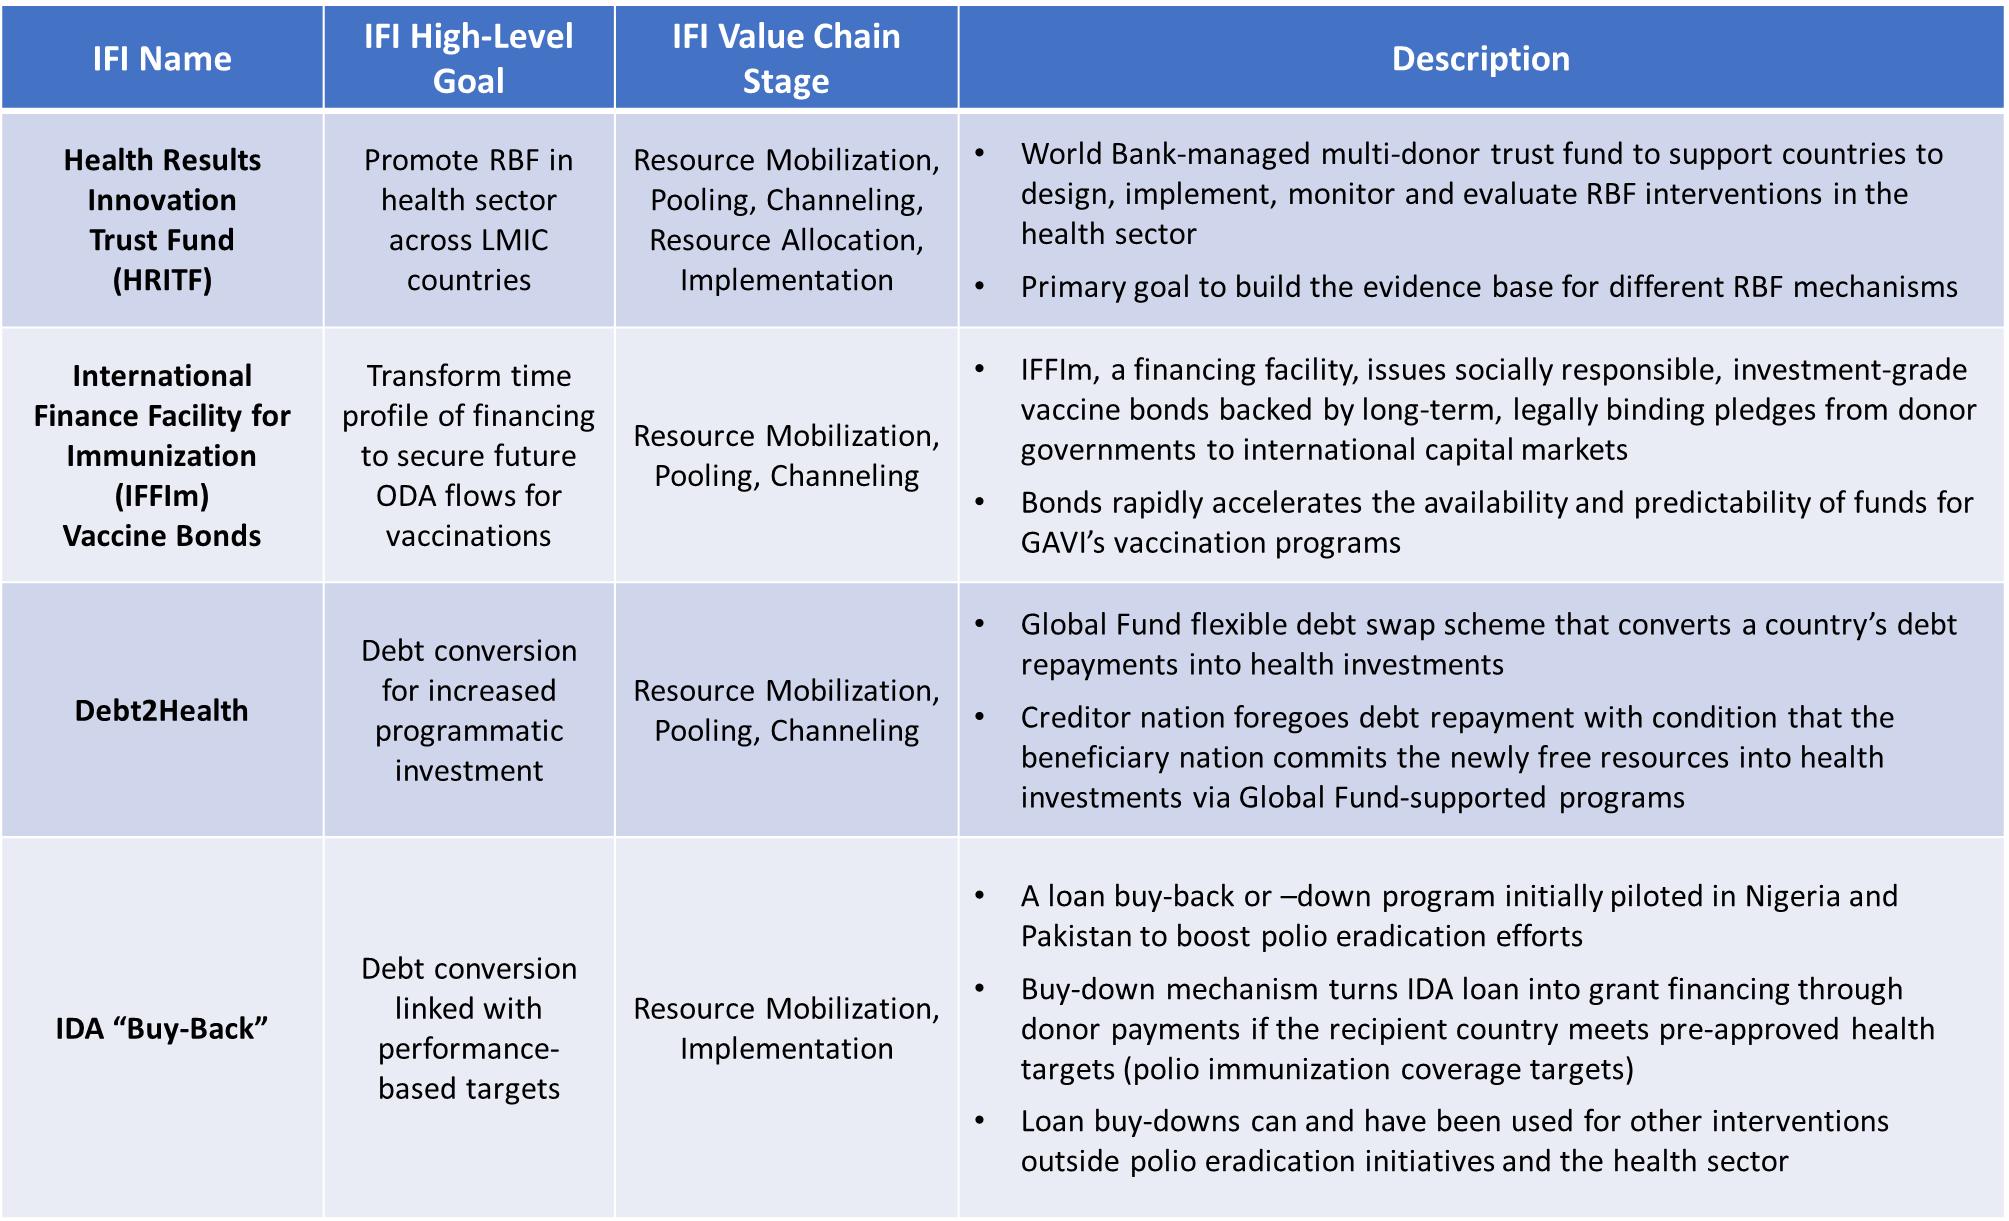 IFI Name
IFI High-Level
Goal
IFI Value Chain
Stage
Description
Health Results
Innovation
Trust Fund
(HRITF)
Promote RBF in
health sector
across LMIC
countries
Resource Mobilization,
Pooling, Channeling,
Resource Allocation,
Implementation
• World Bank-managed multi-donor trust fund to support countries to
design, implement, monitor and evaluate RBF interventions in the
health sector
• Primary goal to build the evidence base for different RBF mechanisms
International
Finance Facility for
Immunization
(IFFIm)
Vaccine Bonds
Transform time
profile of financing
to secure future
ODA flows for
vaccinations
Resource Mobilization,
Pooling, Channeling
• IFFIm, a financing facility, issues socially responsible, investment-grade
vaccine bonds backed by long-term, legally binding pledges from donor
governments to international capital markets
• Bonds rapidly accelerates the availability and predictability of funds for
GAVI’s vaccination programs
Debt2Health
Debt conversion
for increased
programmatic
investment
Resource Mobilization,
Pooling, Channeling
• Global Fund flexible debt swap scheme that converts a country’s debt
repayments into health investments
• Creditor nation foregoes debt repayment with condition that the
beneficiary nation commits the newly free resources into health
investments via Global Fund-supported programs
IDA “Buy-Back”
Debt conversion
linked with
performance-
based targets
Resource Mobilization,
Implementation
• A loan buy-back or –down program initially piloted in Nigeria and
Pakistan to boost polio eradication efforts
• Buy-down mechanism turns IDA loan into grant financing through
donor payments if the recipient country meets pre-approved health
targets (polio immunization coverage targets)
• Loan buy-downs can and have been used for other interventions
outside polio eradication initiatives and the health sector